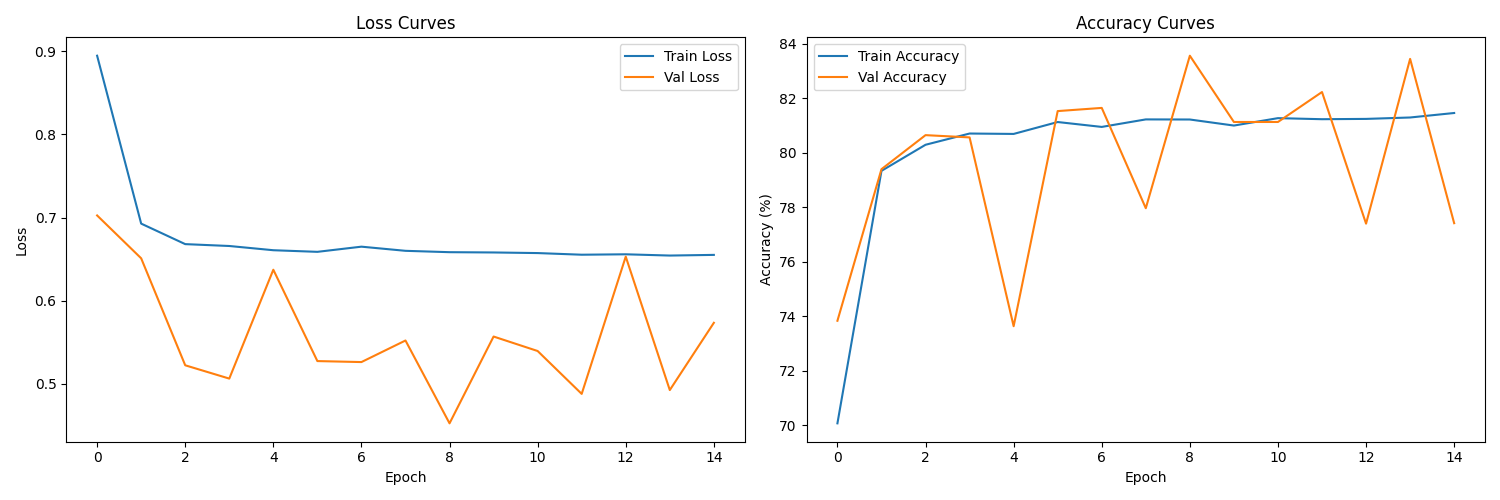 Loss Curves
Train Loss
Val Loss
0.9
0.8
0.7
0.6
0.5
Loss
0 2 4 6 8 10 12 14
Epoch
Accuracy Curves
Train Accuracy
Val Accuracy
84
82
80
78
76
74
72
70
Accuracy (%)
0 2 4 6 8 10 12 14
Epoch